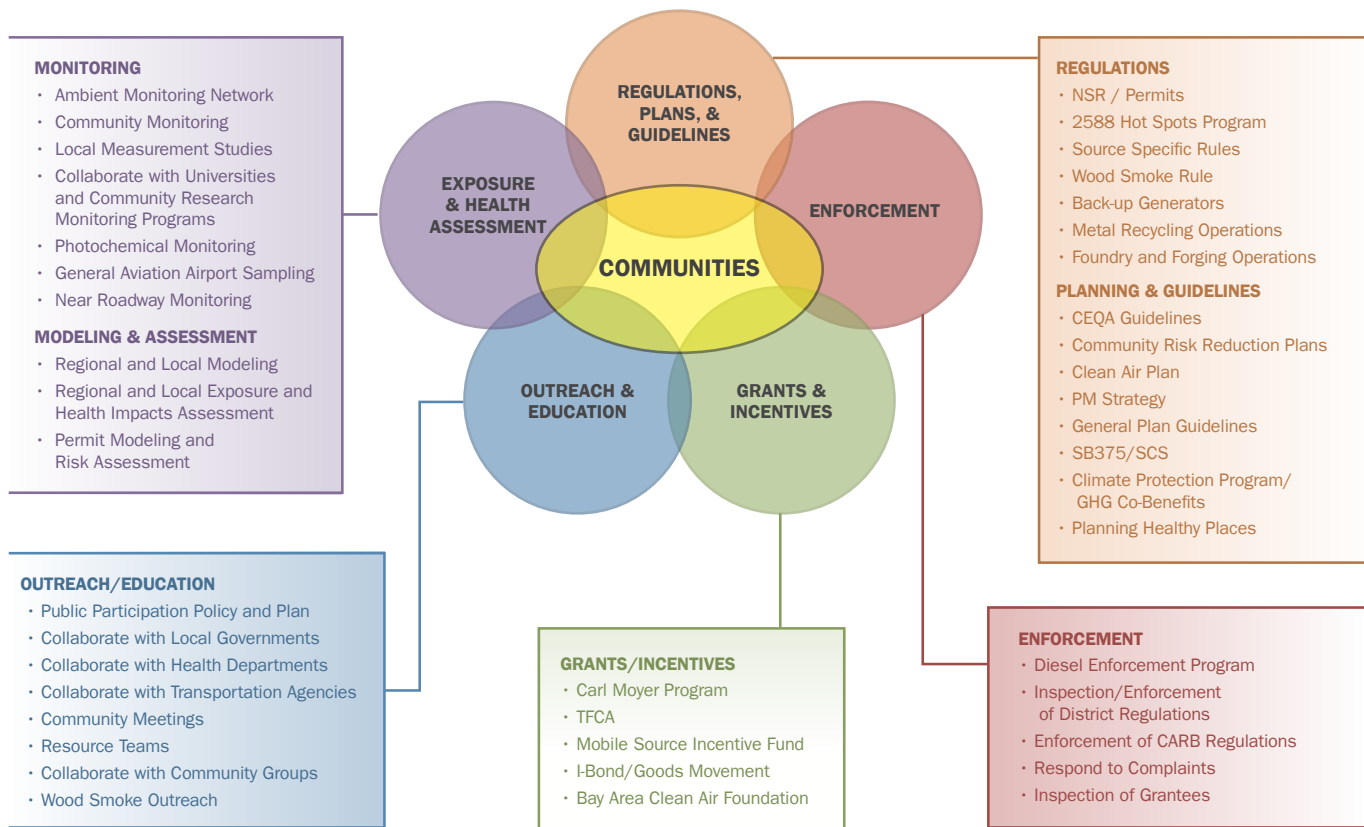 MONITORING
· Ambient Monitoring Network
· Community Monitoring
· Local Measurement Studies
· Collaborate with Universities
and Community Research
Monitoring Programs
· Photochemical Monitoring
· General Aviation Airport Sampling
· Near Roadway Monitoring
MODELING & ASSESSMENT
· Regional and Local Modeling
· Regional and Local Exposure and
Health Impacts Assessment
· Permit Modeling and
Risk Assessment
REGULATIONS,
PLANS, &
GUIDELINES
EXPOSURE
& HEALTH
ASSESSMENT
ENFORCEMENT
COMMUNITIES
OUTREACH &
EDUCATION
GRANTS &
INCENTIVES
REGULATIONS
· NSR / Permits
· 2588 Hot Spots Program
· Source Specific Rules
· Wood Smoke Rule
· Back-up Generators
· Metal Recycling Operations
· Foundry and Forging Operations
PLANNING & GUIDELINES
· CEQA Guidelines
· Community Risk Reduction Plans
· Clean Air Plan
· PM Strategy
· General Plan Guidelines
· SB375/SCS
· Climate Protection Program/
GHG Co-Benefits
· Planning Healthy Places
OUTREACH/EDUCATION
· Public Participation Policy and Plan
· Collaborate with Local Governments
· Collaborate with Health Departments
· Collaborate with Transportation Agencies
· Community Meetings
· Resource Teams
· Collaborate with Community Groups
· Wood Smoke Outreach
GRANTS/INCENTIVES
· Carl Moyer Program
· TFCA
· Mobile Source Incentive Fund
· I-Bond/Goods Movement
· Bay Area Clean Air Foundation
ENFORCEMENT
· Diesel Enforcement Program
· Inspection/Enforcement
of District Regulations
· Enforcement of CARB Regulations
· Respond to Complaints
· Inspection of Grantees